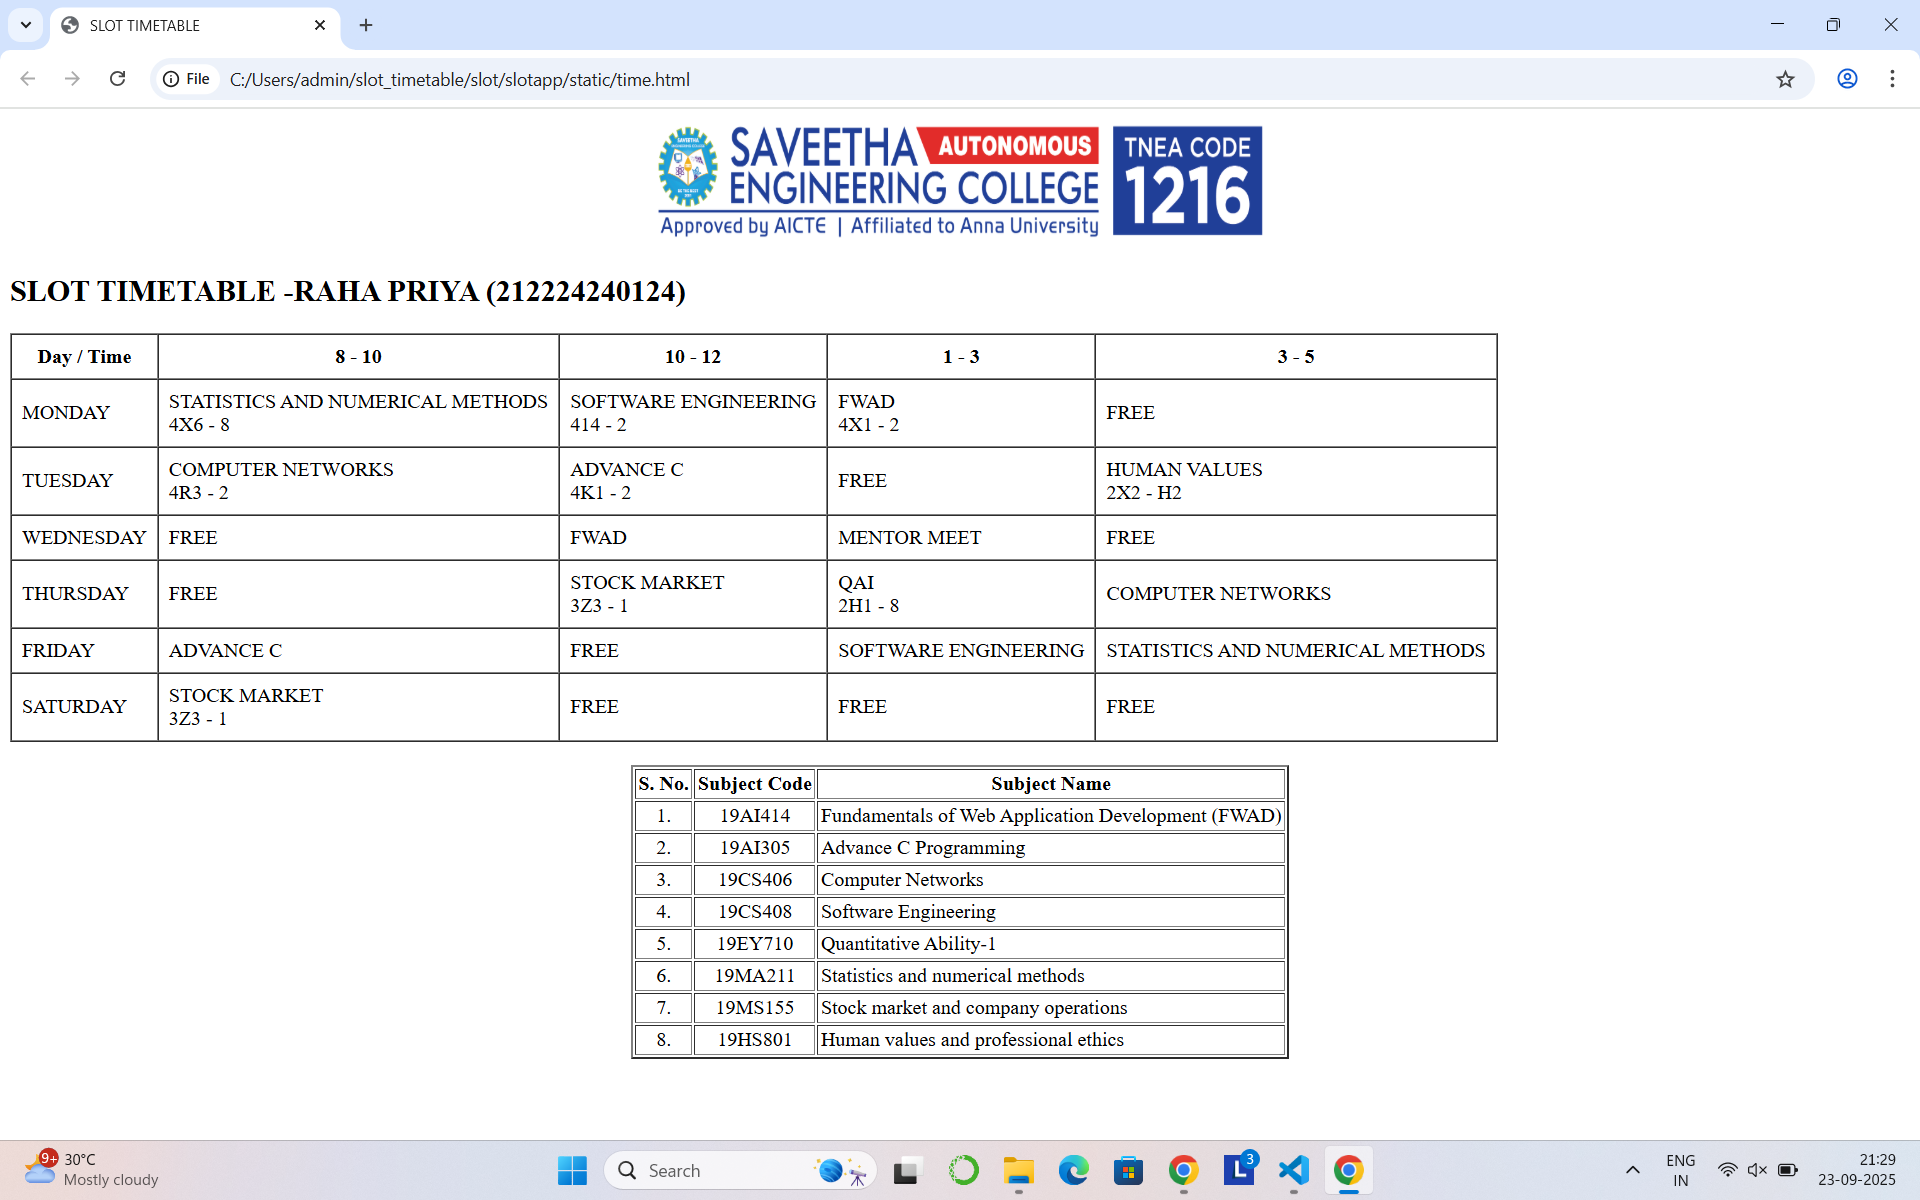 SLOT TIMETABLE
File
C:/Users/admin/slot_timetable/slot/slotapp/static/time.html
SAVEETHA AUTONOMOUS
ENGINEERING COLLEGE
Approved by AICTE | Affiliated to Anna University
TNEA CODE
1216
SLOT TIMETABLE -RAHA PRIYA (212224240124)
Day / Time 8 - 10 10 - 12 1 - 3 3 - 5
MONDAY STATISTICS AND NUMERICAL METHODS SOFTWARE ENGINEERING FWAD FREE
4X6 - 8 414 - 2 4X1 - 2
TUESDAY COMPUTER NETWORKS ADVANCE C FREE HUMAN VALUES
4R3 - 2 4K1 - 2 2X2 - H2
WEDNESDAY FREE FWAD MENTOR MEET FREE
THURSDAY FREE STOCK MARKET QAI COMPUTER NETWORKS
3Z3 - 1 2H1 - 8
FRIDAY ADVANCE C FREE SOFTWARE ENGINEERING STATISTICS AND NUMERICAL METHODS
SATURDAY STOCK MARKET FREE FREE FREE
3Z3 - 1
S. No. Subject Code Subject Name
1. 19AI414 Fundamentals of Web Application Development (FWAD)
2. 19AI305 Advance C Programming
3. 19CS406 Computer Networks
4. 19CS408 Software Engineering
5. 19EY710 Quantitative Ability-1
6. 19MA211 Statistics and numerical methods
7. 19MS155 Stock market and company operations
8. 19HS801 Human values and professional ethics
9+
30°C
Mostly cloudy
Search
L
3
ENG
IN
21:29
23-09-2025